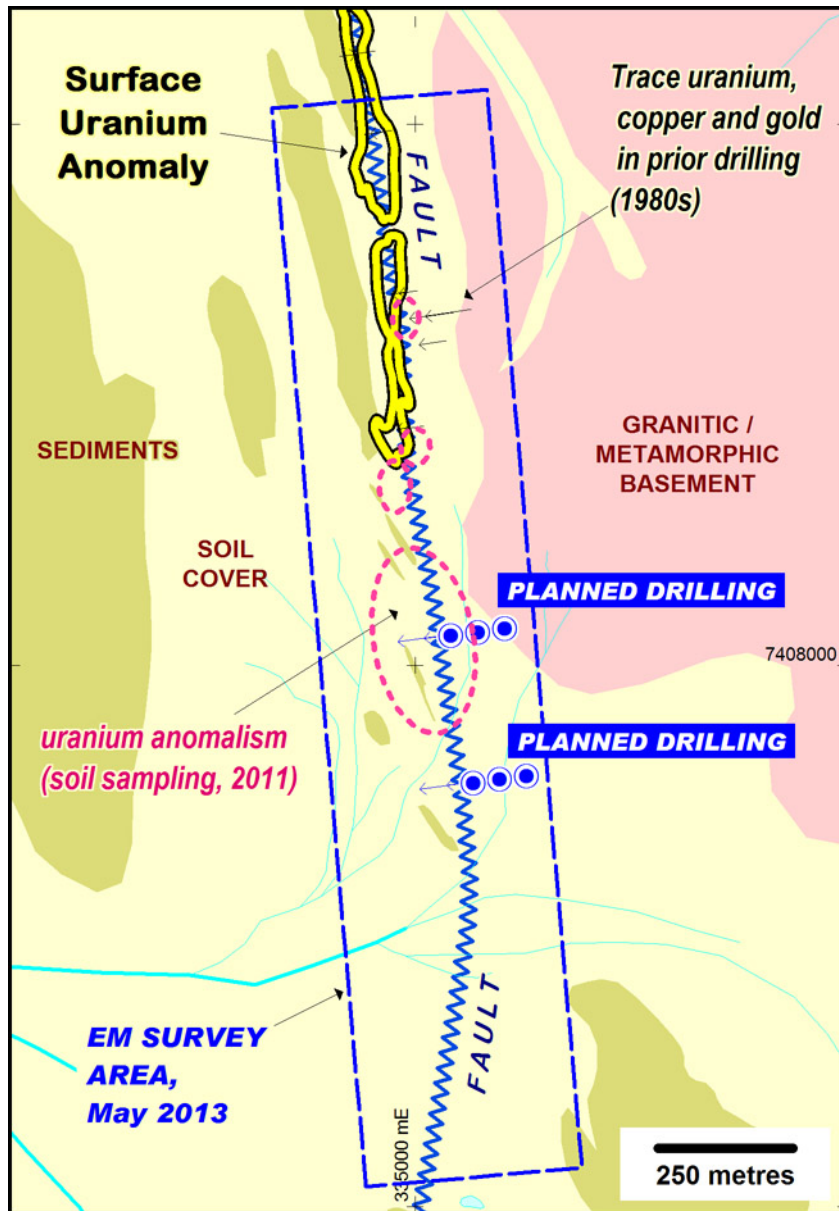 Surface
Uranium
Anomaly
Trace uranium,
copper and gold
in prior drilling
(1980s)
FAULT
SEDIMENTS
GRANITIC /
METAMORPHIC
BASEMENT
SOIL
COVER
PLANNED DRILLING
7408000
uranium anomalism
(soil sampling, 2011)
PLANNED DRILLING
EM SURVEY
AREA,
May 2013
FAULT
335000 mE
250 metres